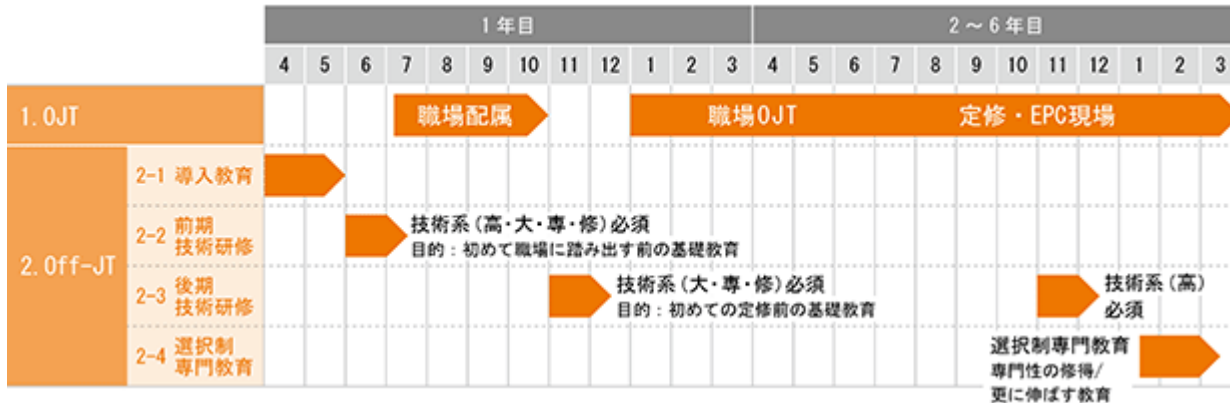 1年目
2～6年目
4 5 6 7 8 9 10 11 12 1 2 3 4 5 6 7 8 9 10 11 12 1 2 3
1. OJT
職場配属
職場OJT
定修・EPC現場
2. Off-JT
2-1 導入教育
2-2 前期
技術研修
技術系(高・大・専・修)必須
目的：初めて職場に踏み出す前の基礎教育
2-3 後期
技術研修
技術系(大・専・修)必須
目的：初めての定修前の基礎教育
技術系(高)
必須
2-4 選択制
専門教育
選択制専門教育
専門性の修得/
更に伸ばす教育